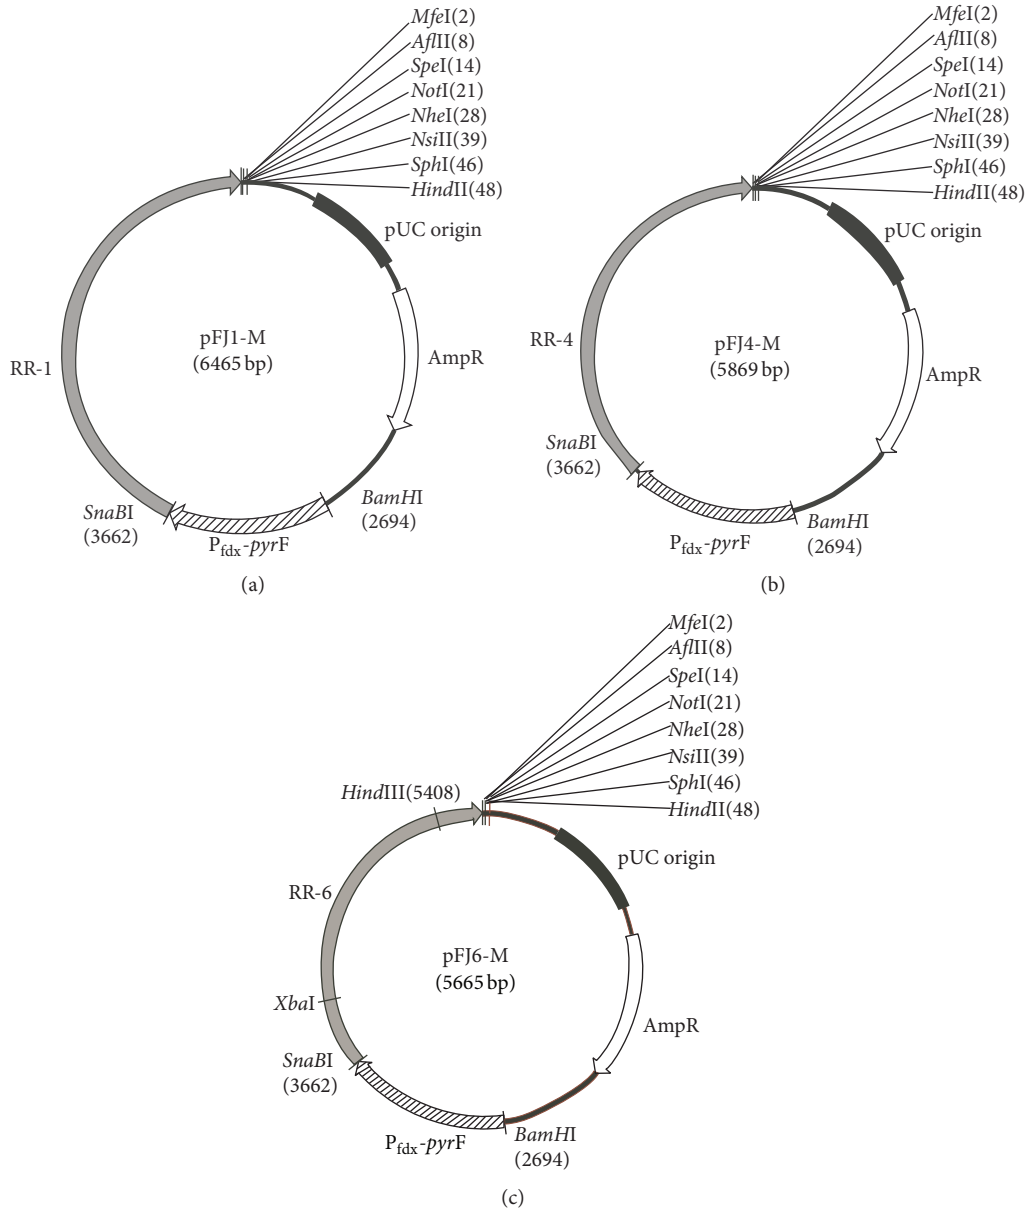 MfeI(2)
AflII(8)
SpeI(14)
NotI(21)
NheI(28)
NsiII(39)
SphI(46)
HindII(48)
pUC origin
pFJ1-M
(6465 bp)
RR-1
AmpR
SnaBI
(3662)
BamHI
(2694)
Pfdx-pyrF
(a)
MfeI(2)
AflII(8)
SpeI(14)
NotI(21)
NheI(28)
NsiII(39)
SphI(46)
HindII(48)
pUC origin
pFJ4-M
(5869 bp)
RR-4
AmpR
SnaBI
(3662)
BamHI
(2694)
Pfdx-pyrF
(b)
MfeI(2)
AflII(8)
SpeI(14)
NotI(21)
NheI(28)
NsiII(39)
SphI(46)
HindII(48)
HindIII(5408)
pUC origin
RR-6
pFJ6-M
(5665 bp)
XbaI
AmpR
SnaBI
(3662)
Pfdx-pyrF
BamHI
(2694)
(c)